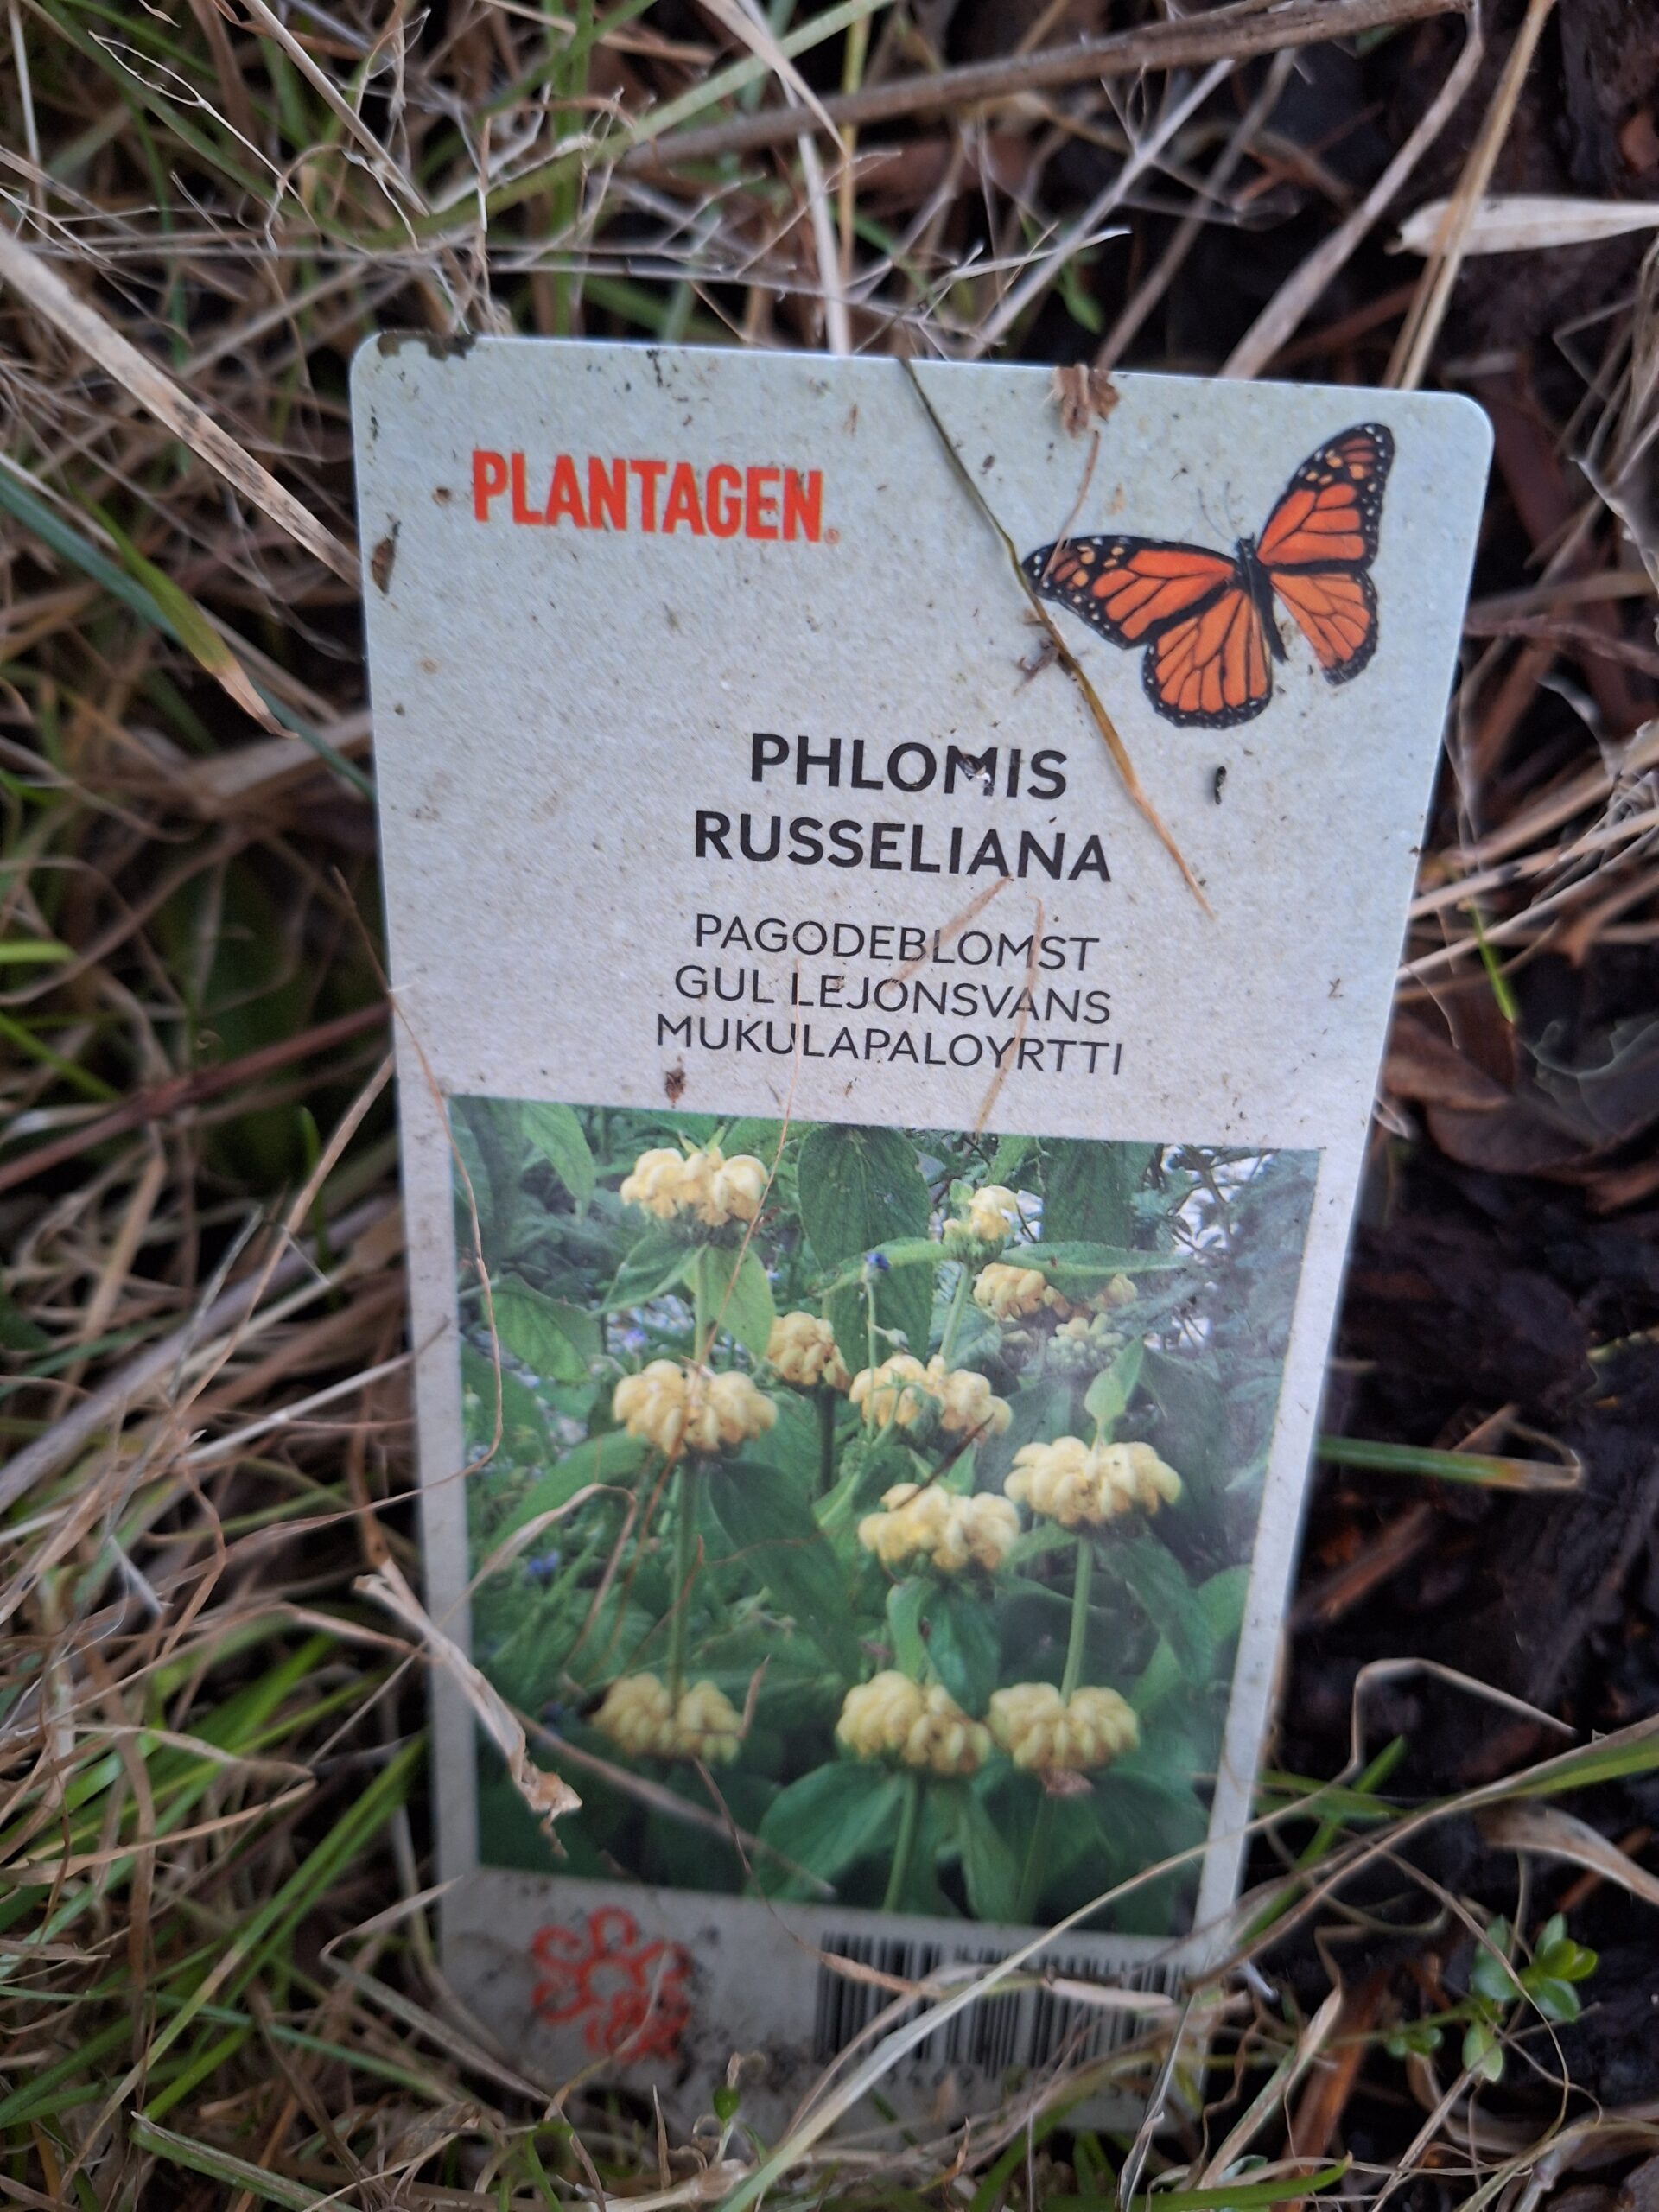 PLANTAGEN®
PHLOMIS
RUSSELIANA
PAGODEBLOMST
GUL LEJONSVANS
MUKULAPALOYRTTI